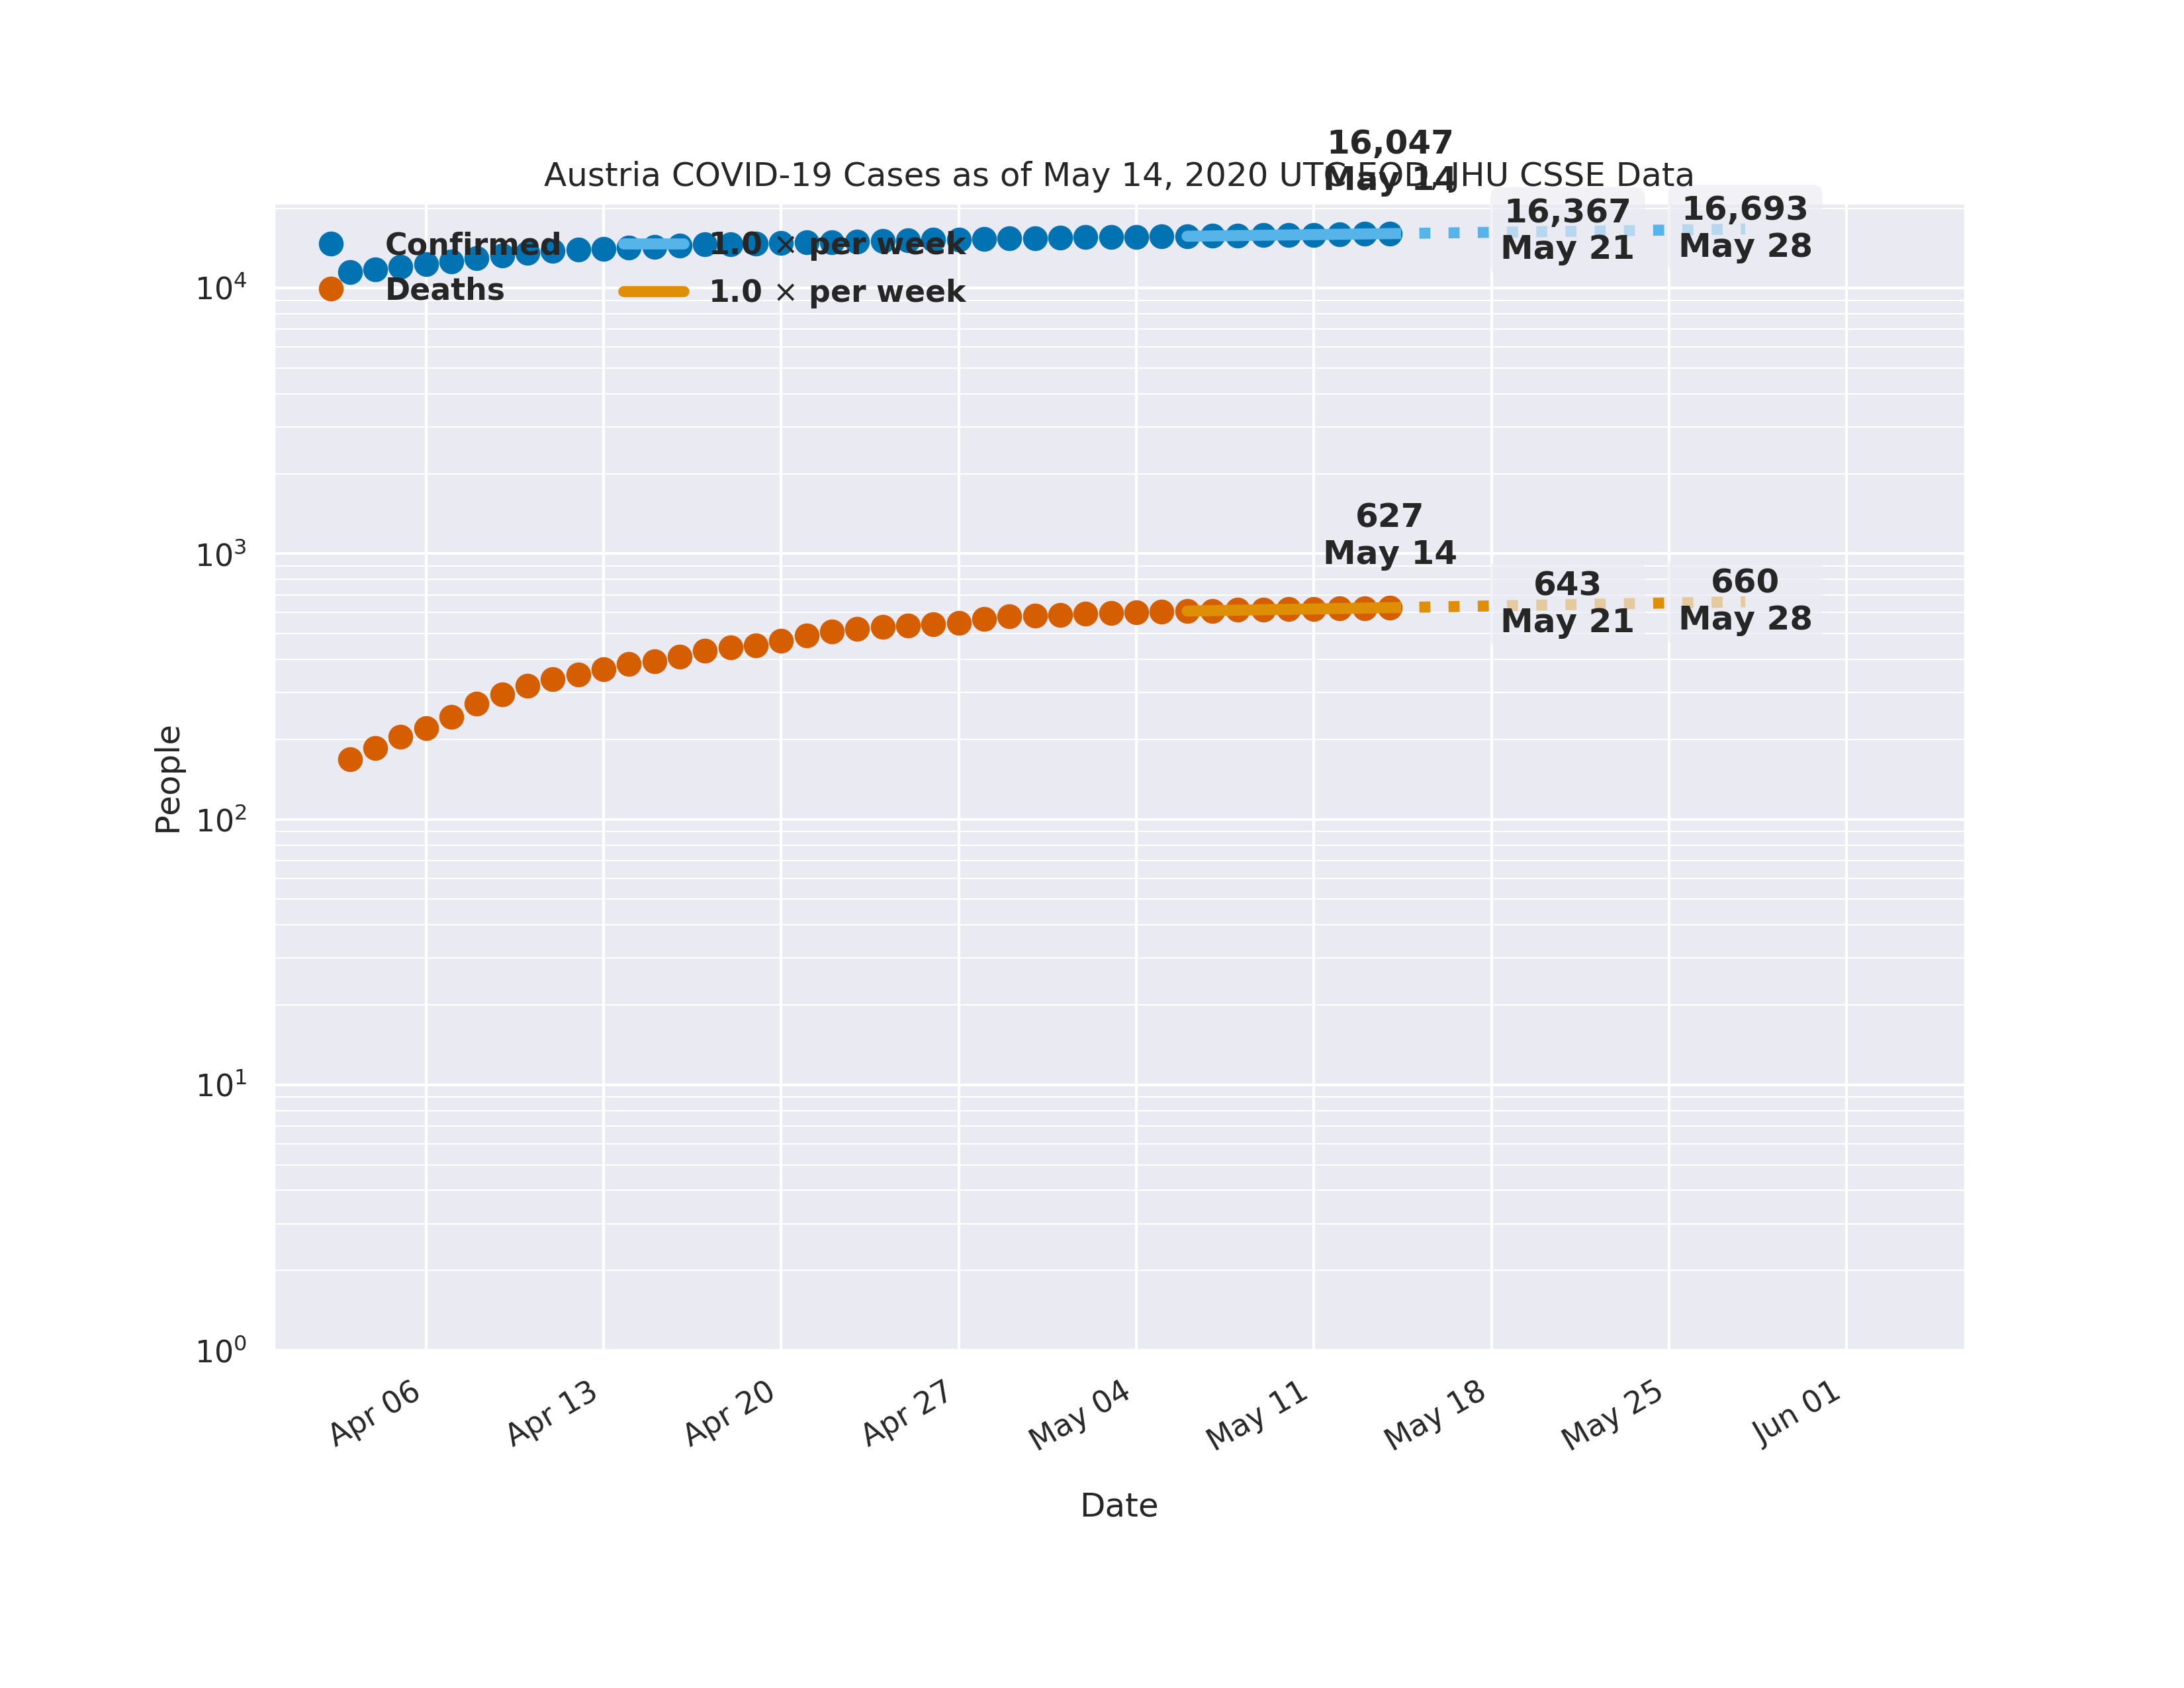 16,047
May 14
Austria COVID-19 Cases as of May 14, 2020 UTC EOD, JHU CSSE Data
16,367
May 21
16,693
May 28
Confirmed
1.0 × per week
Deaths
1.0 × per week
627
May 14
643
May 21
660
May 28
People
10⁴
10³
10²
10¹
10⁰
Apr 06
Apr 13
Apr 20
Apr 27
May 04
May 11
May 18
May 25
Jun 01
Date